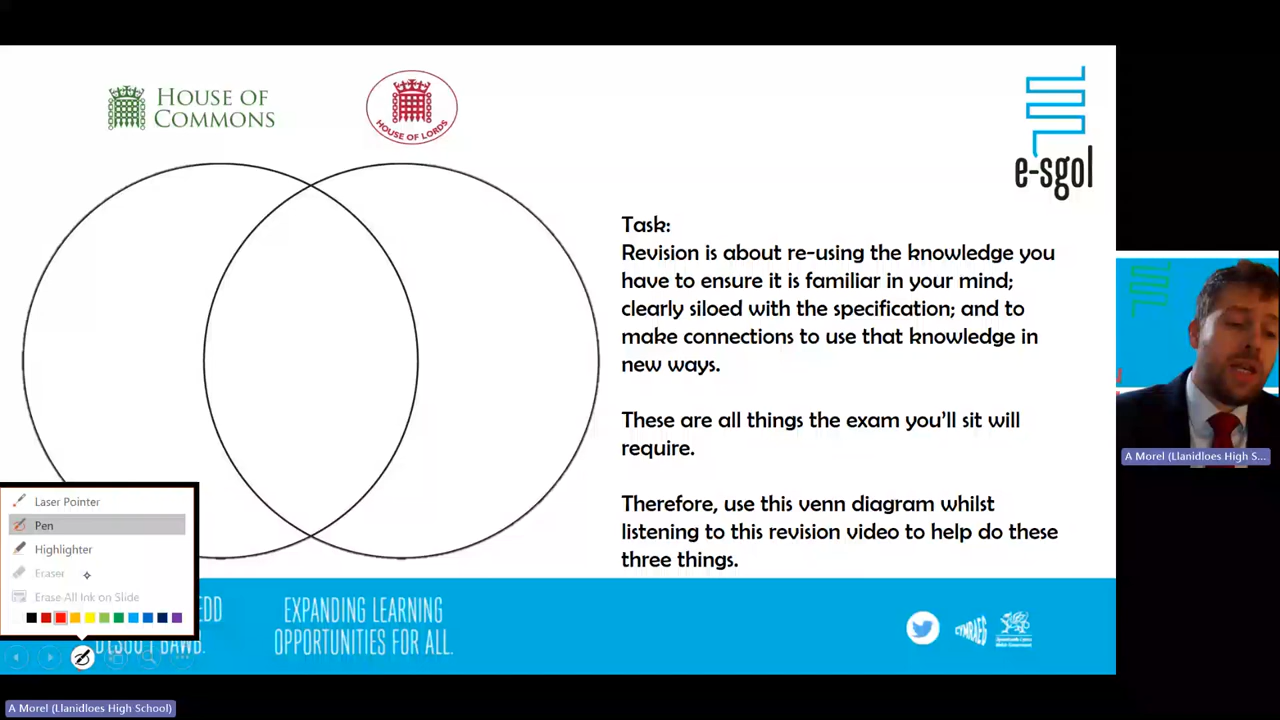 HOUSE OF
COMMONS
HOUSE OF LORDS
e-sgol
Task:
Revision is about re-using the knowledge you
have to ensure it is familiar in your mind;
clearly siloed with the specification; and to
make connections to use that knowledge in
new ways.
These are all things the exam you'll sit will
require.
Therefore, use this venn diagram whilst
listening to this revision video to help do these
three things.
A Morel (Llanidloes High S...
Laser Pointer
Pen
Highlighter
Eraser
Erase All Ink on Slide
EXPANDING LEARNING
OPPORTUNITIES FOR ALL.
BAWB.
CYMRAEG
A Morel (Llanidloes High School)